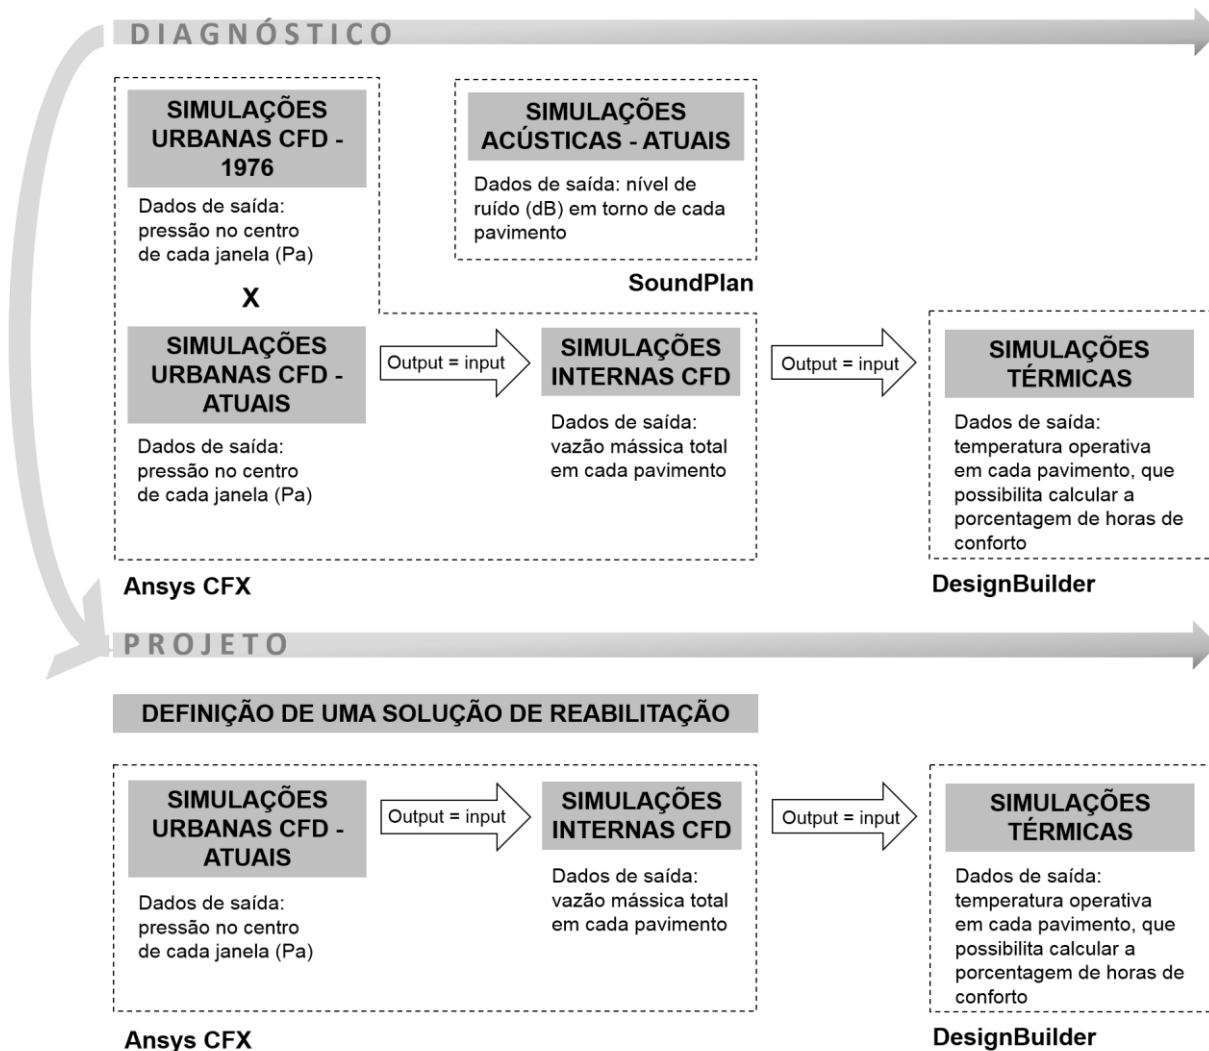 DIAGNÓSTICO
SIMULAÇÕES
URBANAS CFD -
1976
Dados de saída:
pressão no centro
de cada janela (Pa)
X
SIMULAÇÕES
URBANAS CFD -
ATUAIS
Dados de saída:
pressão no centro
de cada janela (Pa)
Output = input
SIMULAÇÕES
ACÚSTICAS - ATUAIS
Dados de saída: nível de
ruído (dB) em torno de cada
pavimento
SoundPlan
SIMULAÇÕES
INTERNAS CFD
Dados de saída:
vazão mássica total
em cada pavimento
Ansys CFX
Output = input
SIMULAÇÕES
TÉRMICAS
Dados de saída:
temperatura operativa
em cada pavimento, que
possibilita calcular a
porcentagem de horas de
conforto
DesignBuilder
PROJETO
DEFINIÇÃO DE UMA SOLUÇÃO DE REABILITAÇÃO
SIMULAÇÕES
URBANAS CFD -
ATUAIS
Dados de saída:
pressão no centro
de cada janela (Pa)
Output = input
SIMULAÇÕES
INTERNAS CFD
Dados de saída:
vazão mássica total
em cada pavimento
Ansys CFX
Output = input
SIMULAÇÕES
TÉRMICAS
Dados de saída:
temperatura operativa
em cada pavimento, que
possibilita calcular a
porcentagem de horas de
conforto
DesignBuilder